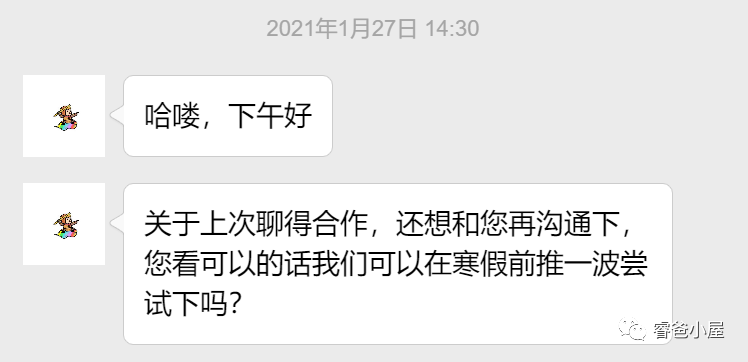 2021年1月27日 14:30
哈喽，下午好
关于上次聊得合作，还想和您再沟通下，
您看可以的话我们可以在寒假前推一波尝
试下吗？
睿爸小屋